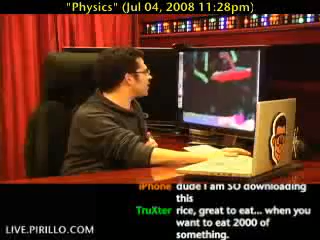 "Physics" (Jul 04, 2008 11:28pm)
iPhone dude I am SO downloading
this
TruXter rice, great to eat... when you
want to eat 2000 of
LIVE.PIRILLO.COM something.